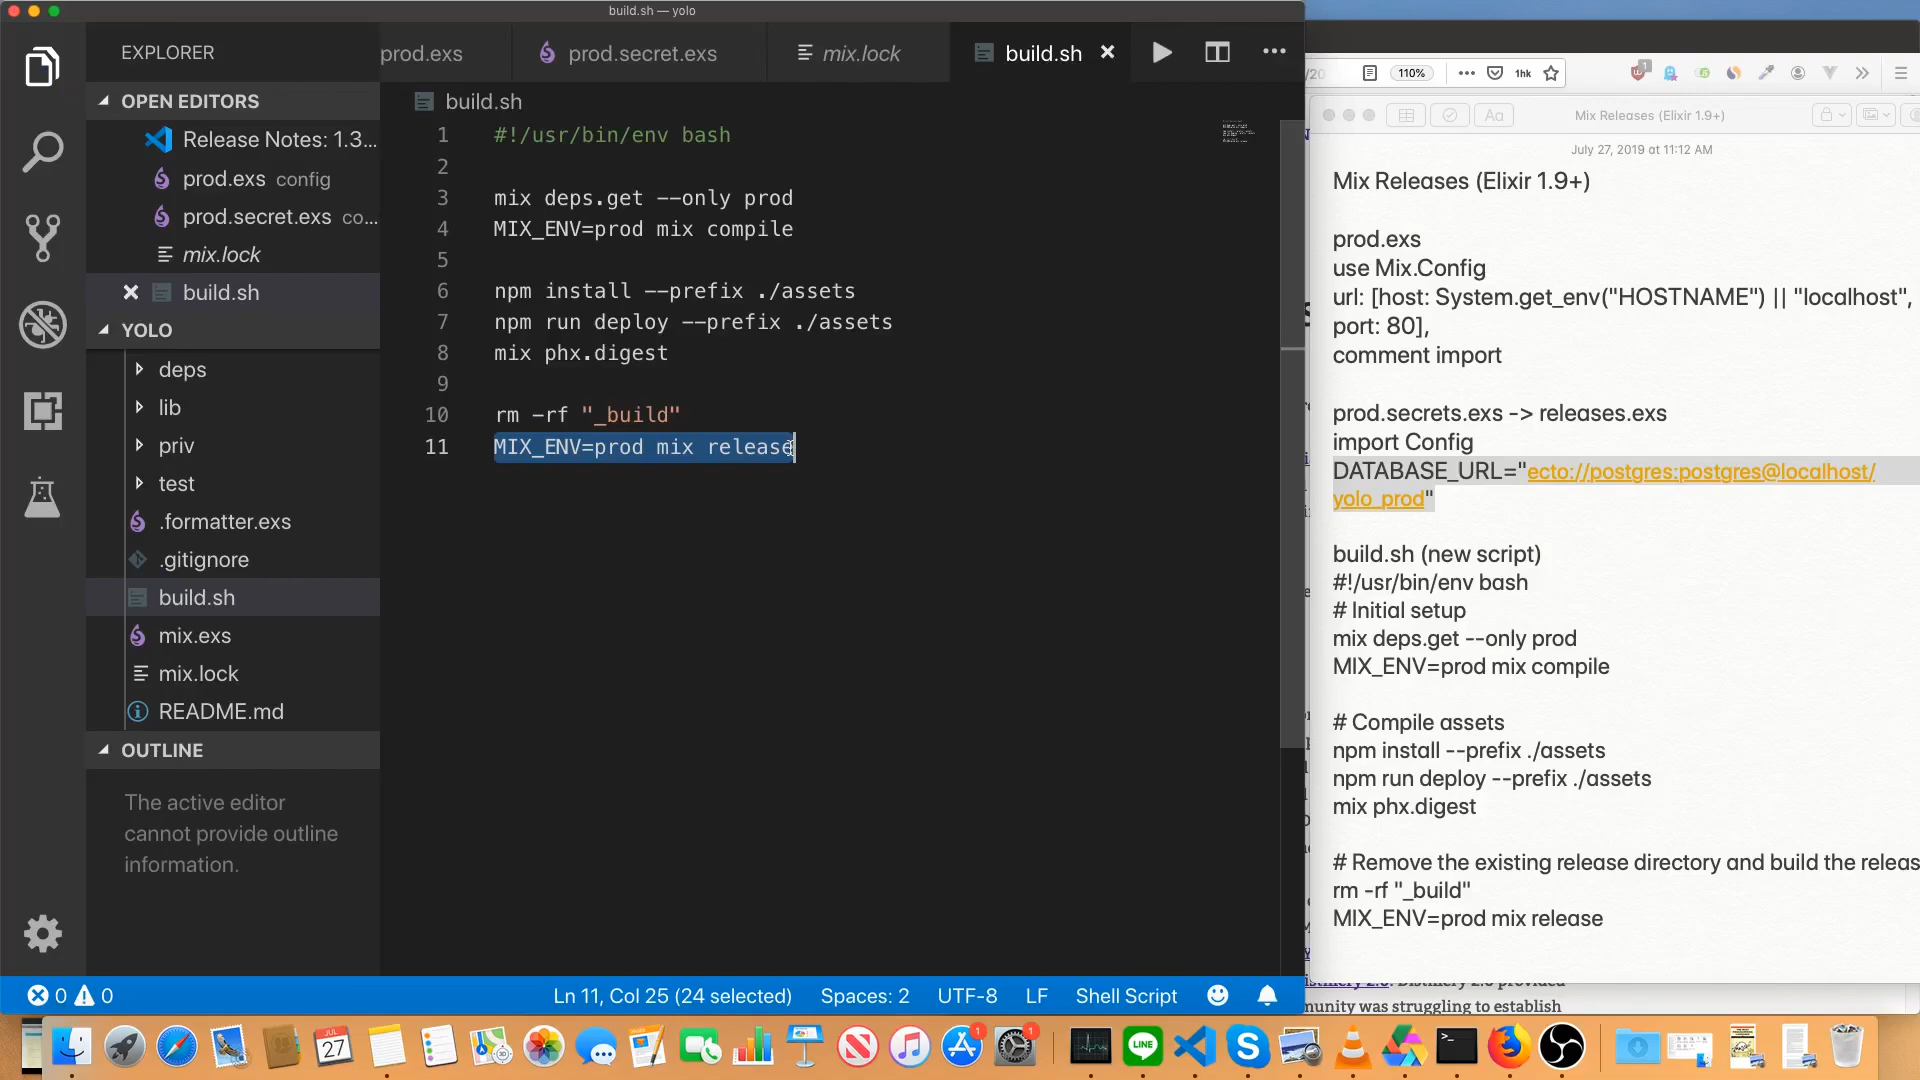 build.sh — yolo
EXPLORER
prod.exs
prod.secret.exs
mix.lock
build.sh
OPEN EDITORS
Release Notes: 1.3...
prod.exs config
prod.secret.exs co...
mix.lock
build.sh
YOLO
deps
lib
priv
test
.formatter.exs
.gitignore
build.sh
mix.exs
mix.lock
README.md
OUTLINE
The active editor
cannot provide outline
information.
build.sh
1 #!/usr/bin/env bash
2
3 mix deps.get --only prod
4 MIX_ENV=prod mix compile
5
6 npm install --prefix ./assets
7 npm run deploy --prefix ./assets
8 mix phx.digest
9
10 rm -rf "_build"
11 MIX_ENV=prod mix release
0 0
Ln 11, Col 25 (24 selected)
Spaces: 2
UTF-8
LF
Shell Script
/20
110%
1hk
1
Aa
Mix Releases (Elixir 1.9+)
July 27, 2019 at 11:12 AM
Mix Releases (Elixir 1.9+)
prod.exs
use Mix.Config
url: [host: System.get_env("HOSTNAME") || "localhost",
port: 80],
comment import
prod.secrets.exs -> releases.exs
import Config
DATABASE_URL="ecto://postgres:postgres@localhost/
yolo_prod"
build.sh (new script)
#!/usr/bin/env bash
# Initial setup
mix deps.get --only prod
MIX_ENV=prod mix compile
# Compile assets
npm install --prefix ./assets
npm run deploy --prefix ./assets
mix phx.digest
# Remove the existing release directory and build the releas
rm -rf "_build"
MIX_ENV=prod mix release
munity was struggling to establish
JUL
27
1
1
LINE